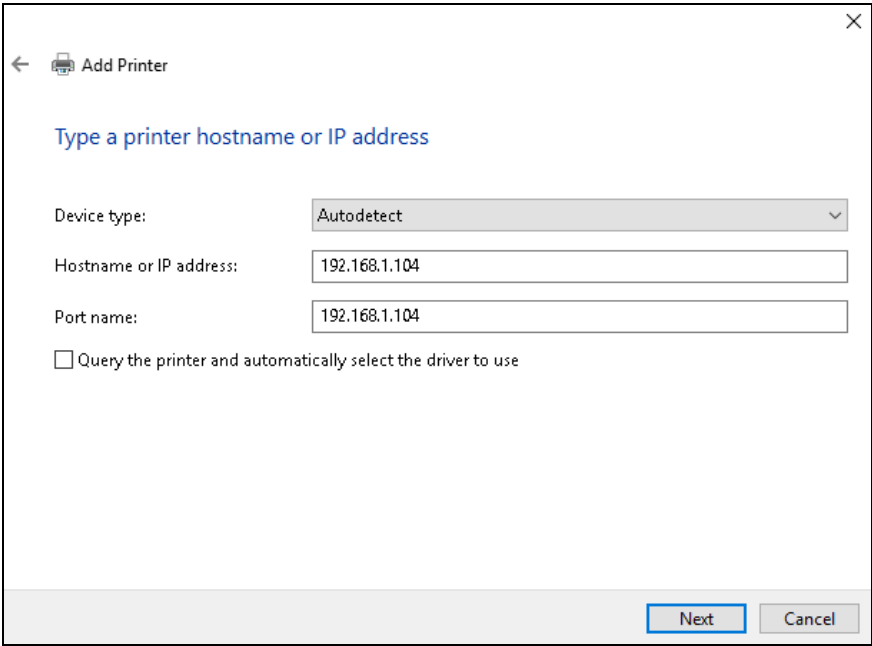 Add Printer
Type a printer hostname or IP address
Device type: Autodetect
Hostname or IP address: 192.168.1.104
Port name: 192.168.1.104
Query the printer and automatically select the driver to use
Next Cancel